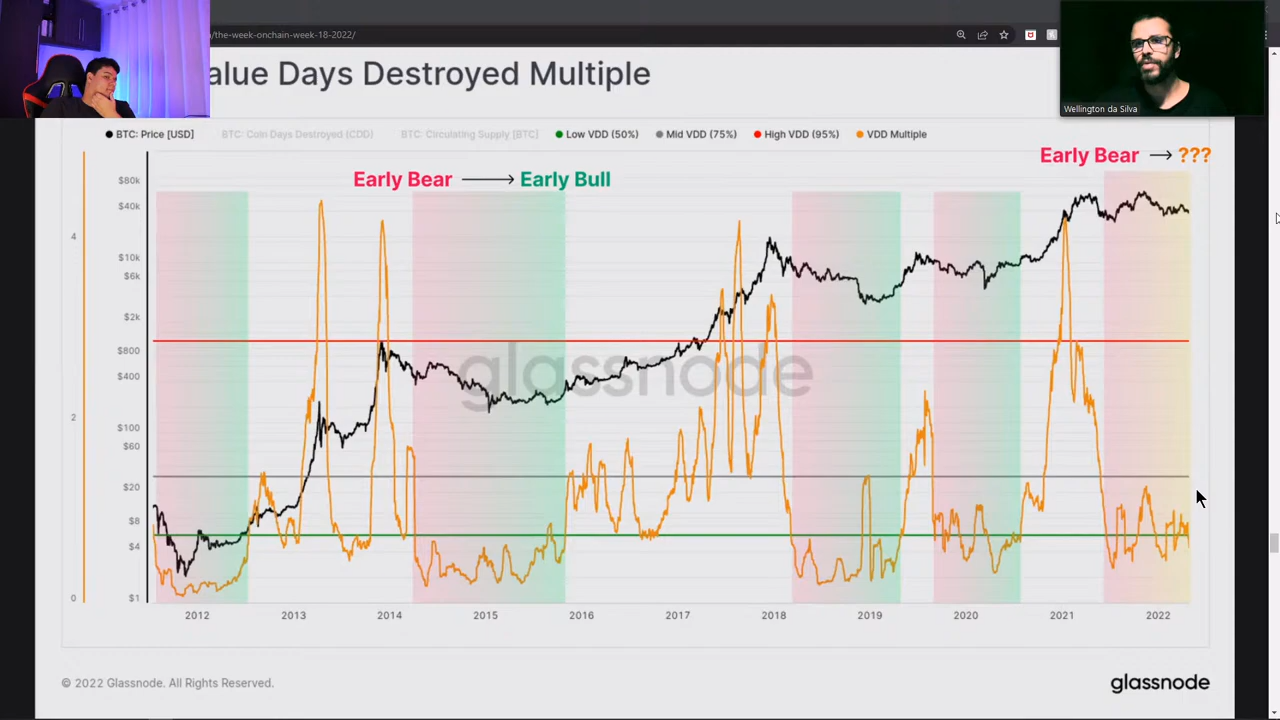 /the-week-onchain-week-18-2022/
Wellington da Silva
alue Days Destroyed Multiple
BTC: Price [USD] BTC: Coin Days Destroyed (CDD) BTC: Circulating Supply [BTC] Low VDD (50%) Mid VDD (75%) High VDD (95%) VDD Multiple
Early Bear → ???
Early Bear → Early Bull
$80k
$40k
4
$10k
$6k
$2k
$800
$400
glassnode
2
$100
$60
$20
$8
$4
0
$1
2012 2013 2014 2015 2016 2017 2018 2019 2020 2021 2022
© 2022 Glassnode. All Rights Reserved.
glassnode